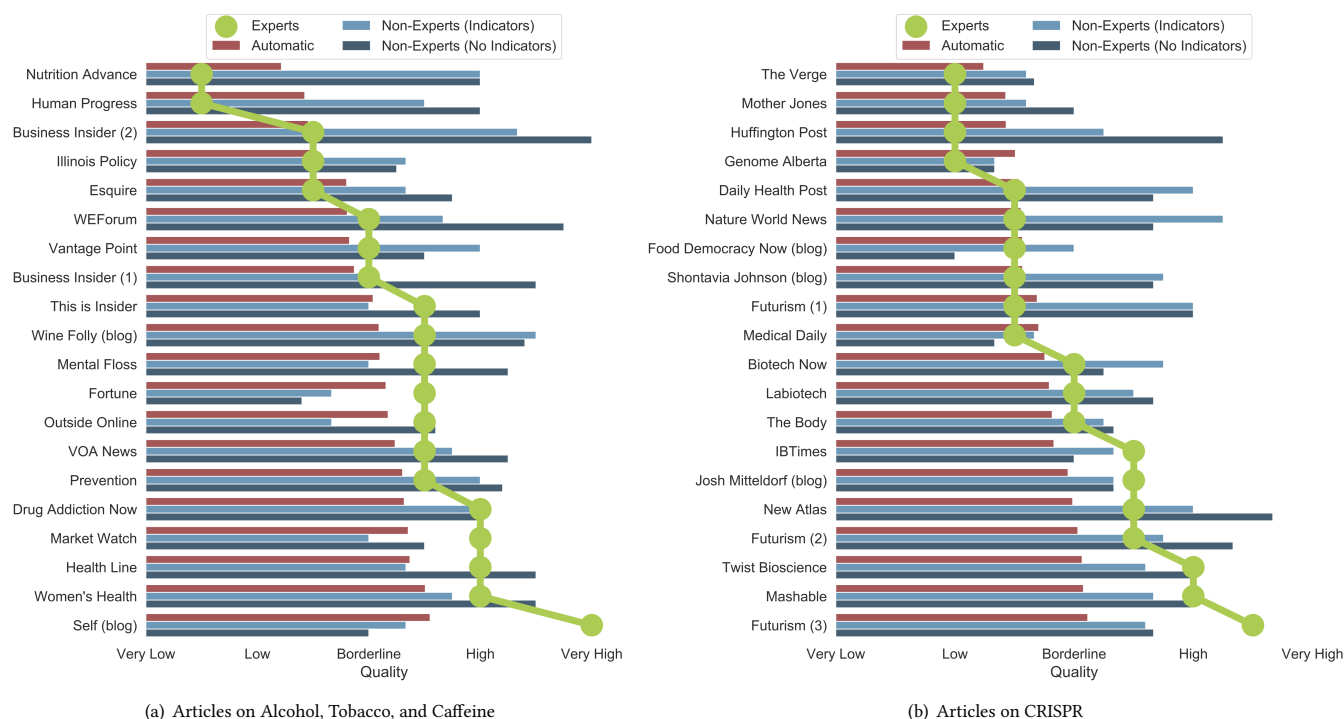 Experts
Automatic
Non-Experts (Indicators)
Non-Experts (No Indicators)
Nutrition Advance
Human Progress
Business Insider (2)
Illinois Policy
Esquire
WEForum
Vantage Point
Business Insider (1)
This is Insider
Wine Folly (blog)
Mental Floss
Fortune
Outside Online
VOA News
Prevention
Drug Addiction Now
Market Watch
Health Line
Women's Health
Self (blog)
Very Low Low Borderline High Very High
Quality
(a) Articles on Alcohol, Tobacco, and Caffeine
Experts
Automatic
Non-Experts (Indicators)
Non-Experts (No Indicators)
The Verge
Mother Jones
Huffington Post
Genome Alberta
Daily Health Post
Nature World News
Food Democracy Now (blog)
Shontavia Johnson (blog)
Futurism (1)
Medical Daily
Biotech Now
Labiotech
The Body
IBTimes
Josh Mitteldorf (blog)
New Atlas
Futurism (2)
Twist Bioscience
Mashable
Futurism (3)
Very Low Low Borderline High Very High
Quality
(b) Articles on CRISPR